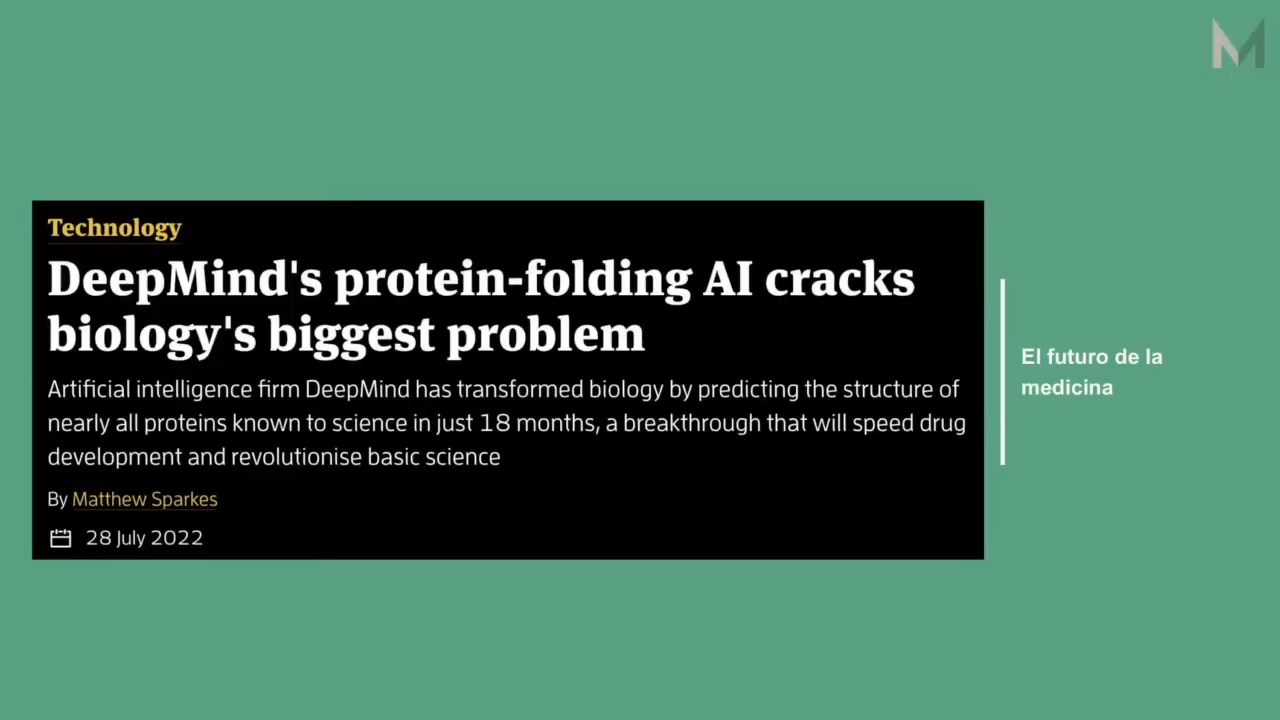 M
Technology
DeepMind's protein-folding AI cracks
biology's biggest problem
Artificial intelligence firm DeepMind has transformed biology by predicting the structure of
nearly all proteins known to science in just 18 months, a breakthrough that will speed drug
development and revolutionise basic science
By Matthew Sparkes
28 July 2022
El futuro de la
medicina